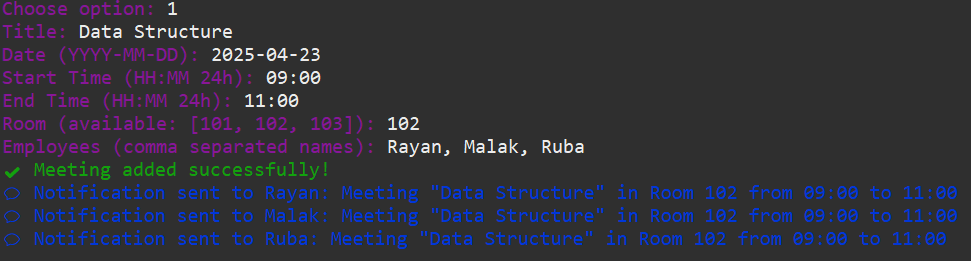 Choose option: 1
Title: Data Structure
Date (YYYY-MM-DD): 2025-04-23
Start Time (HH:MM 24h): 09:00
End Time (HH:MM 24h): 11:00
Room (available: [101, 102, 103]): 102
Employees (comma separated names): Rayan, Malak, Ruba
✔ Meeting added successfully!
Notification sent to Rayan: Meeting "Data Structure" in Room 102 from 09:00 to 11:00
Notification sent to Malak: Meeting "Data Structure" in Room 102 from 09:00 to 11:00
Notification sent to Ruba: Meeting "Data Structure" in Room 102 from 09:00 to 11:00